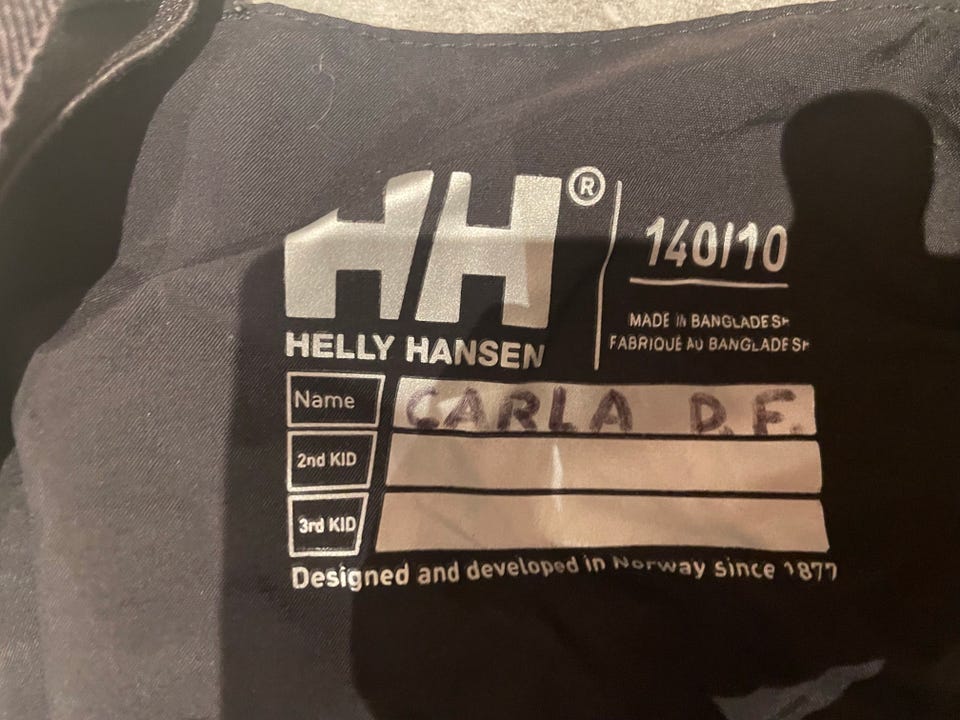 HH®
HELLY HANSEN
140/10
MADE IN BANGLADESH
FABRIQUÉ AU BANGLADESH
Name CARLA D.F.
2nd KID
3rd KID
Designed and developed in Norway since 1877